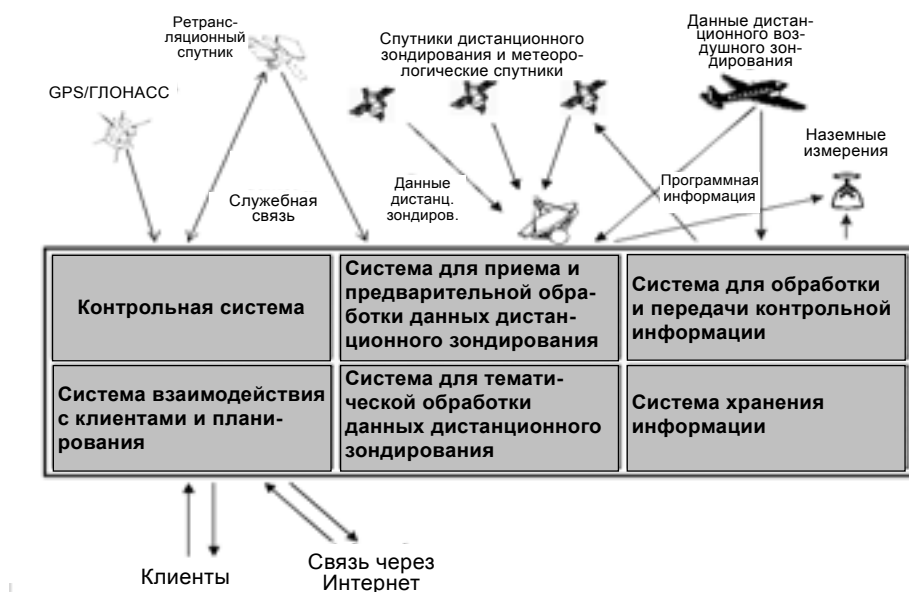 Ретранс-
ляционный
спутник
Спутники дистанционного
зондирования и метеоро-
логические спутники
Данные дистан-
ционного воз-
душного зон-
дирования
GPS/ГЛОНАСС
Наземные
измерения
Служебная
связь
Данные
дистанц.
зондиров.
Программная
информация
Контрольная система
Система для приема и
предварительной обра-
ботки данных дистан-
ционного зондирования
Система для обработки
и передачи контрольной
информации
Система взаимодействия
с клиентами и плани-
рования
Система для темати-
ческой обработки
данных дистанционного
зондирования
Система хранения
информации
Клиенты
Связь через
Интернет